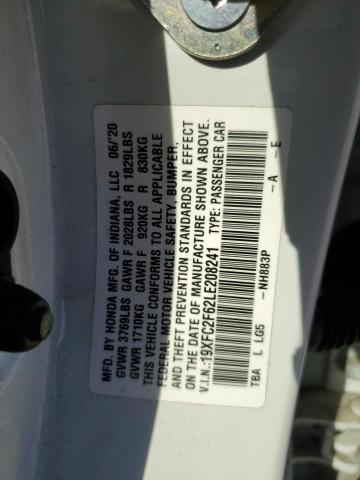 MFD. BY HONDA MFG. OF INDIANA, LLC 06/'20
GVWR 3769LBS GAWR F 2028LBS R 1829LBS
GVWR 1710KG GAWR F 920KG R 830KG
THIS VEHICLE CONFORMS TO ALL APPLICABLE
FEDERAL MOTOR VEHICLE SAFETY, BUMPER,
AND THEFT PREVENTION STANDARDS IN EFFECT
ON THE DATE OF MANUFACTURE SHOWN ABOVE.
V.I.N.:19XFC2F62LE208241 TYPE: PASSENGER CAR
-NH883P -A -E
TBA L LG5